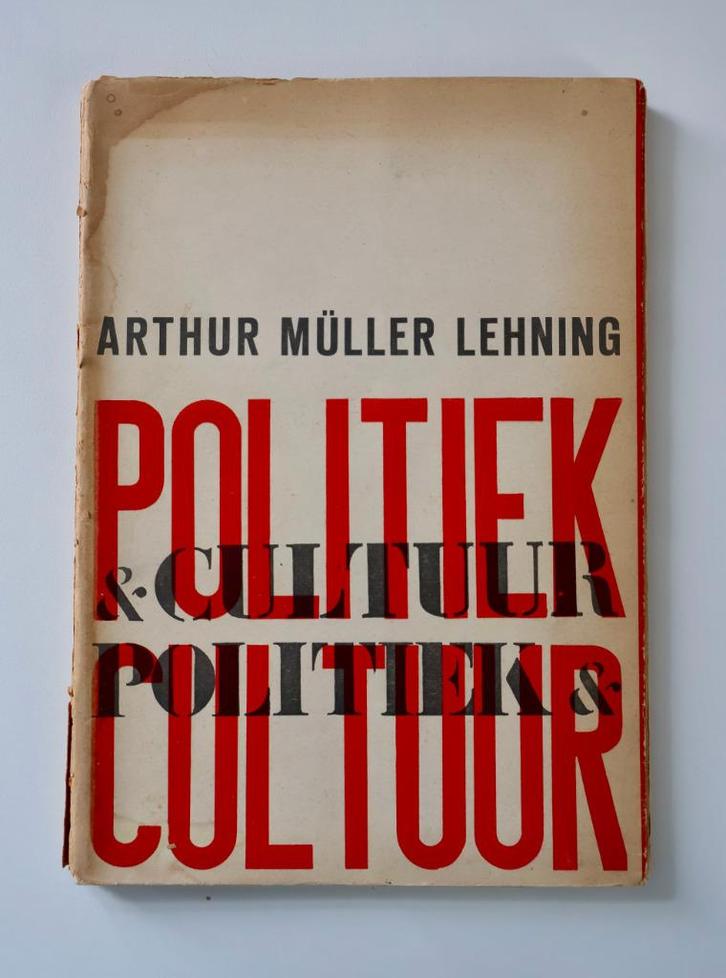 ARTHUR MÜLLER LEHNING
POLITIEK
& CULTUUR
POLITIEK &
CULTUUR